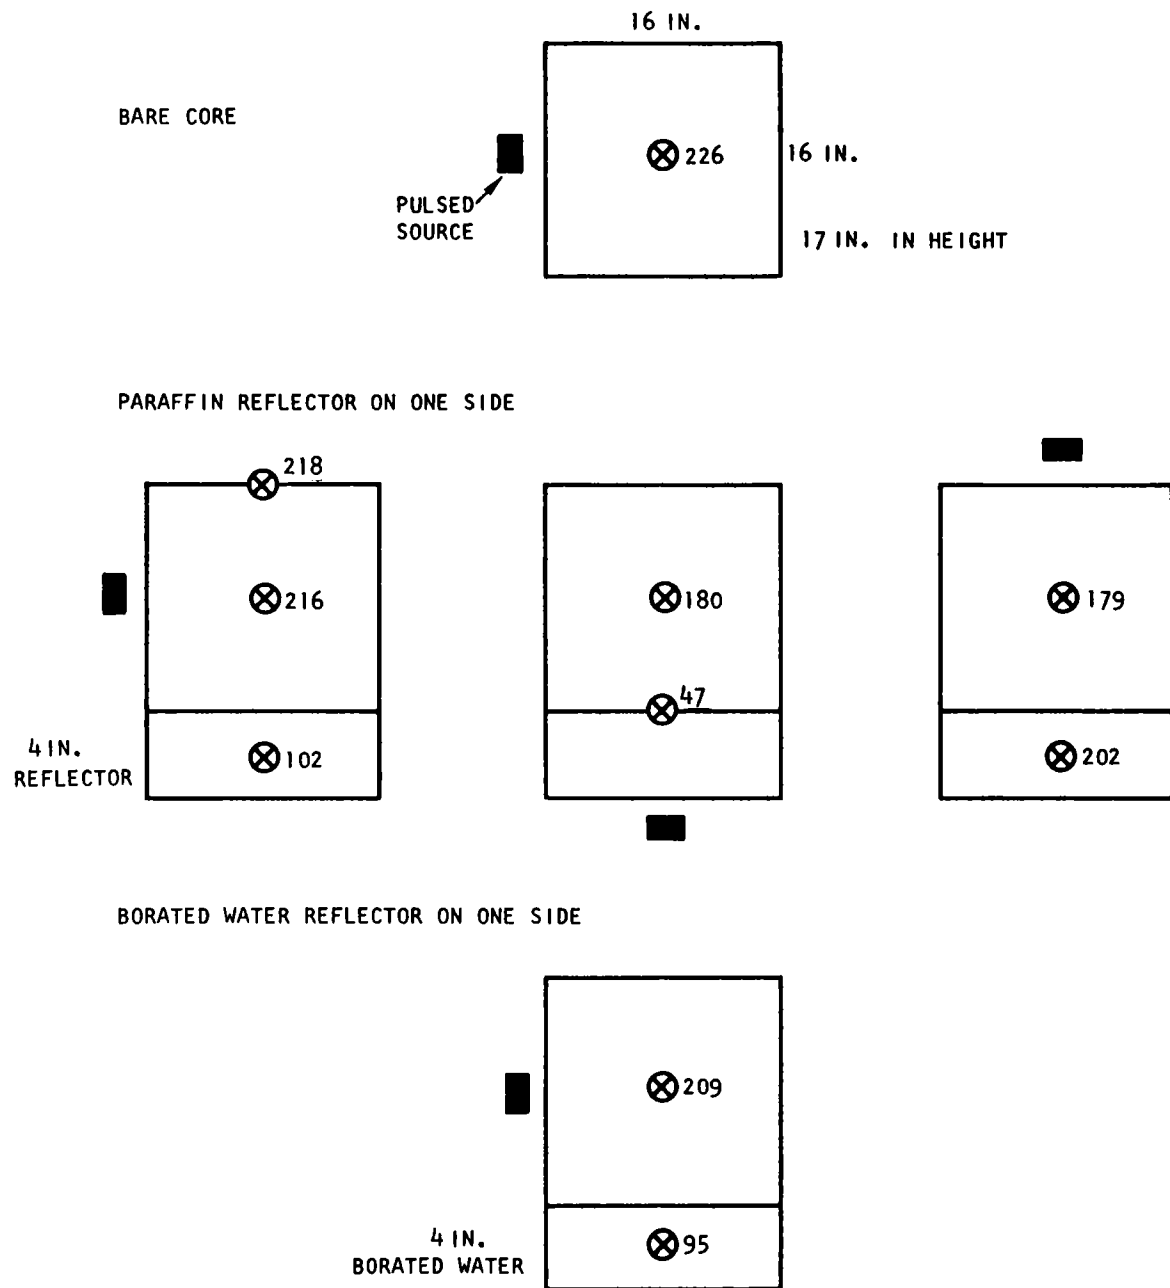 16 IN.
BARE CORE
226
16 IN.
PULSED
SOURCE
17 IN. IN HEIGHT
PARAFFIN REFLECTOR ON ONE SIDE
218
216
180
179
47
4 IN.
REFLECTOR
102
202
BORATED WATER REFLECTOR ON ONE SIDE
209
4 IN.
BORATED WATER
95